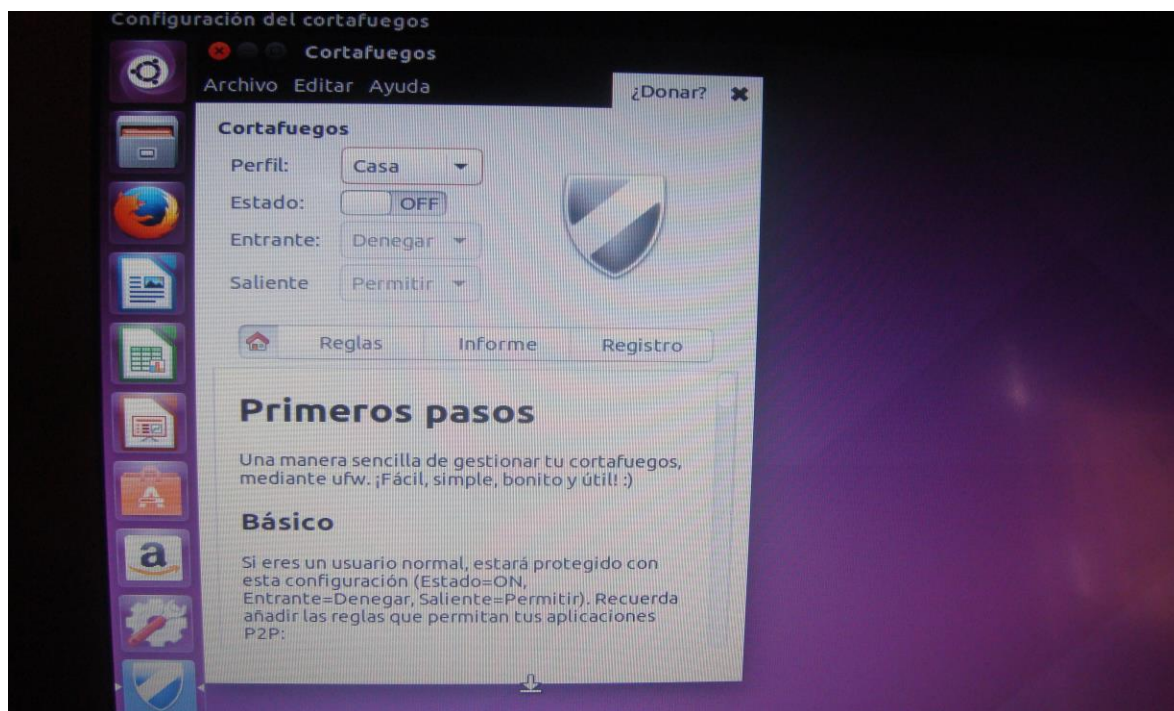 Configuración del cortafuegos
Cortafuegos
Archivo Editar Ayuda
¿Donar?
Cortafuegos
Perfil: Casa
Estado: OFF
Entrante: Denegar
Saliente Permitir
Reglas Informe Registro
Primeros pasos
Una manera sencilla de gestionar tu cortafuegos,
mediante ufw. ¡Fácil, simple, bonito y útil! :)
Básico
Si eres un usuario normal, estará protegido con
esta configuración (Estado=ON,
Entrante=Denegar, Saliente=Permitir). Recuerda
añadir las reglas que permitan tus aplicaciones
P2P: